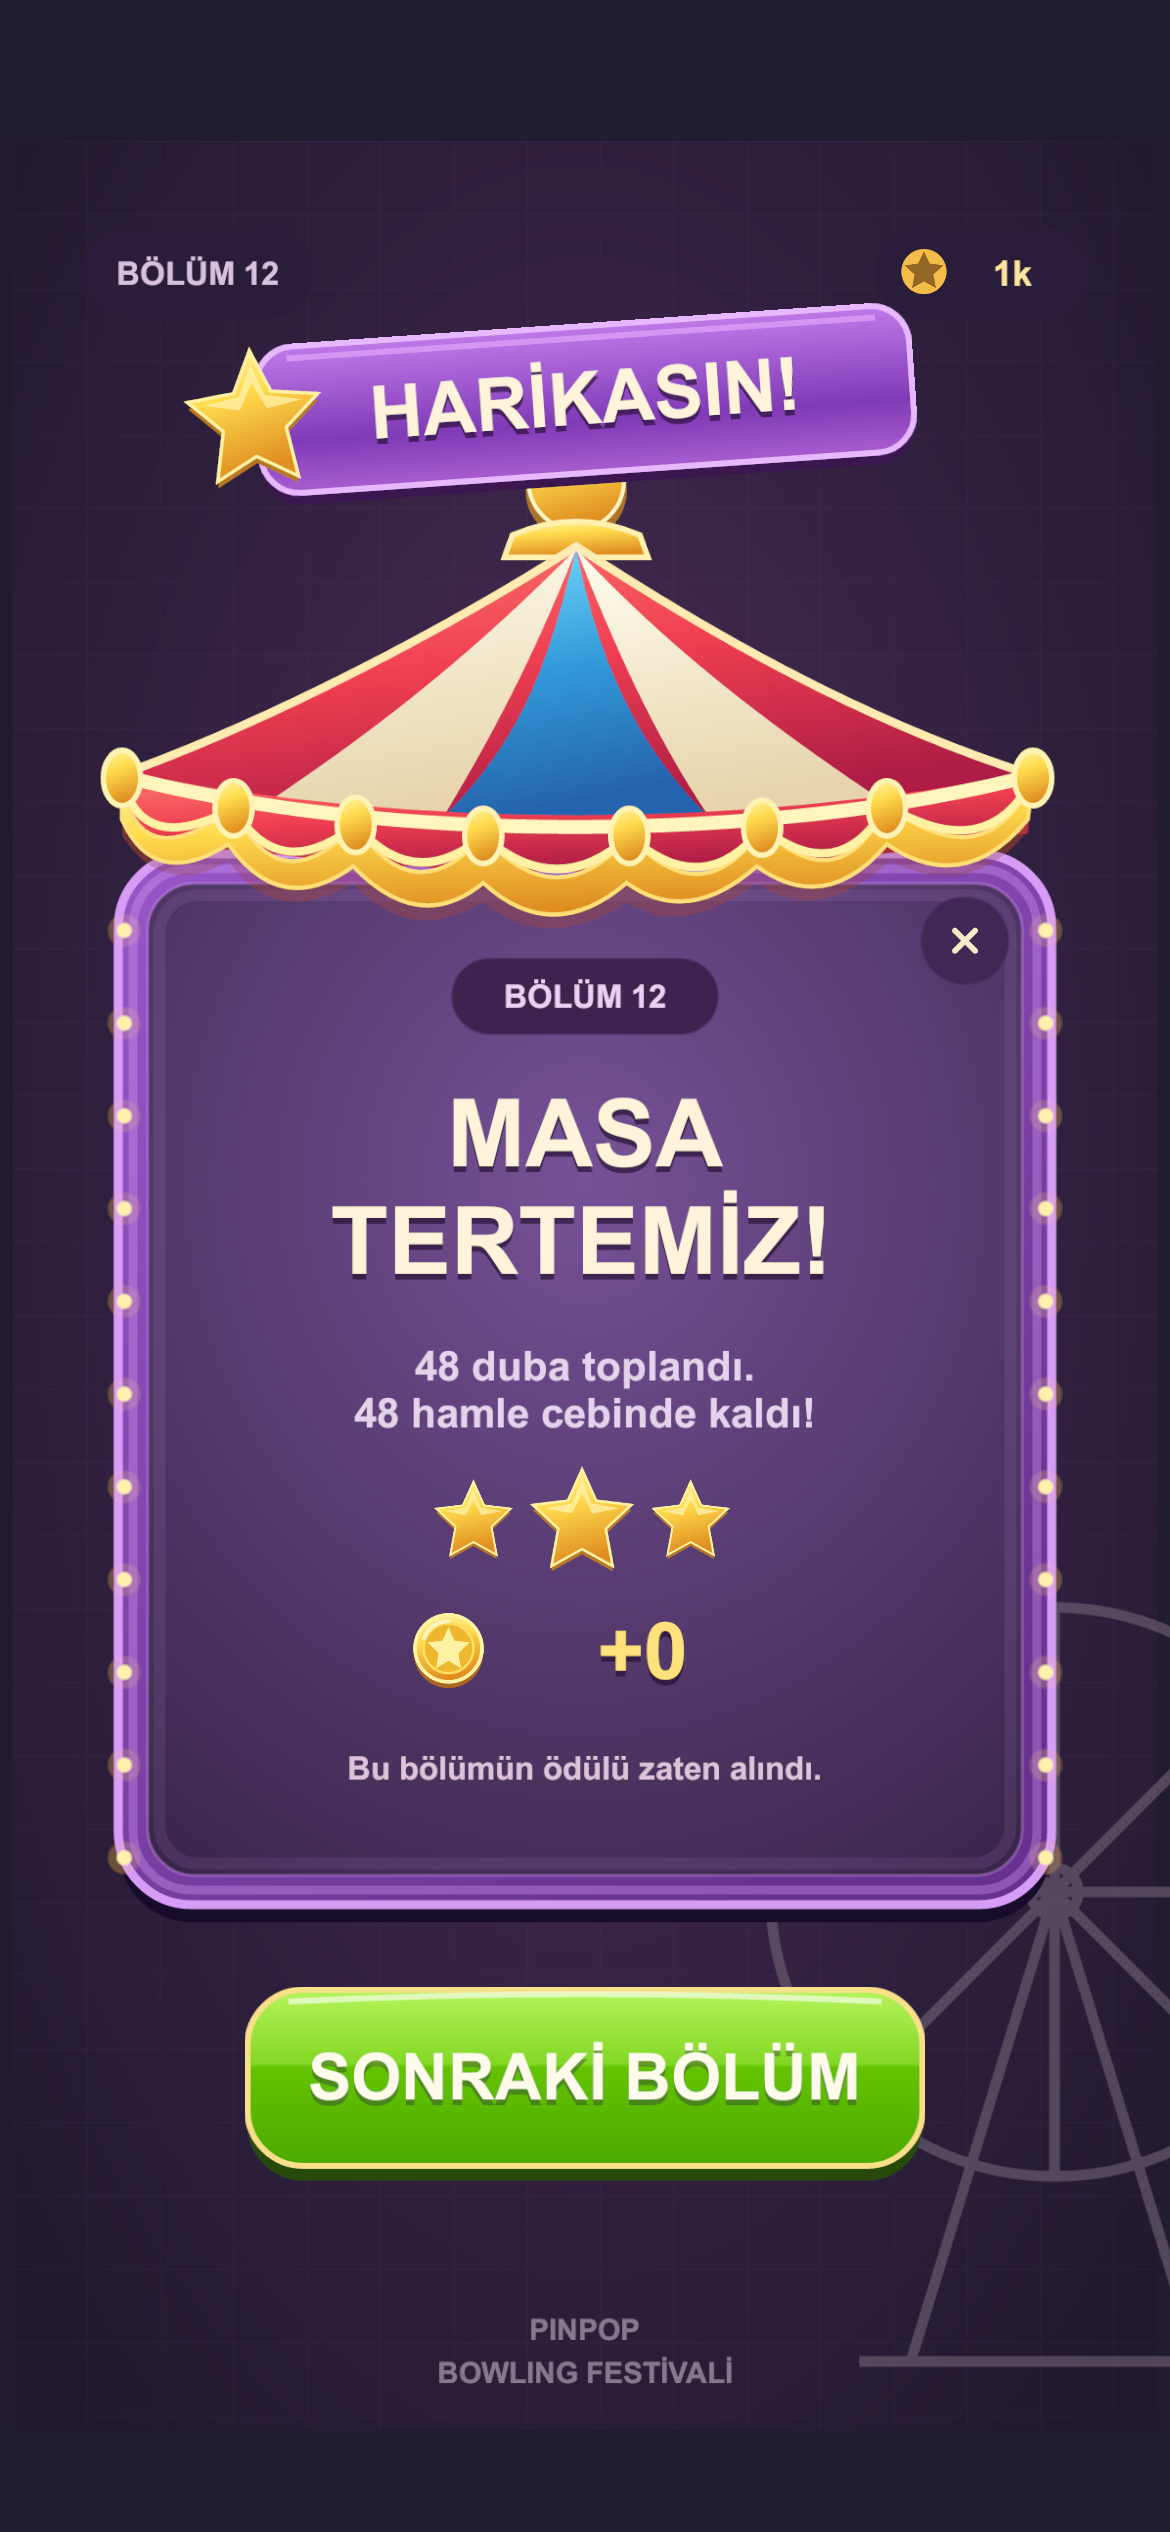 BÖLÜM 12
1k
HARİKASIN!
BÖLÜM 12
MASA
TERTEMİZ!
48 duba toplandı.
48 hamle cebinde kaldı!
+0
Bu bölümün ödülü zaten alındı.
SONRAKİ BÖLÜM
PINPOP
BOWLING FESTİVALİ